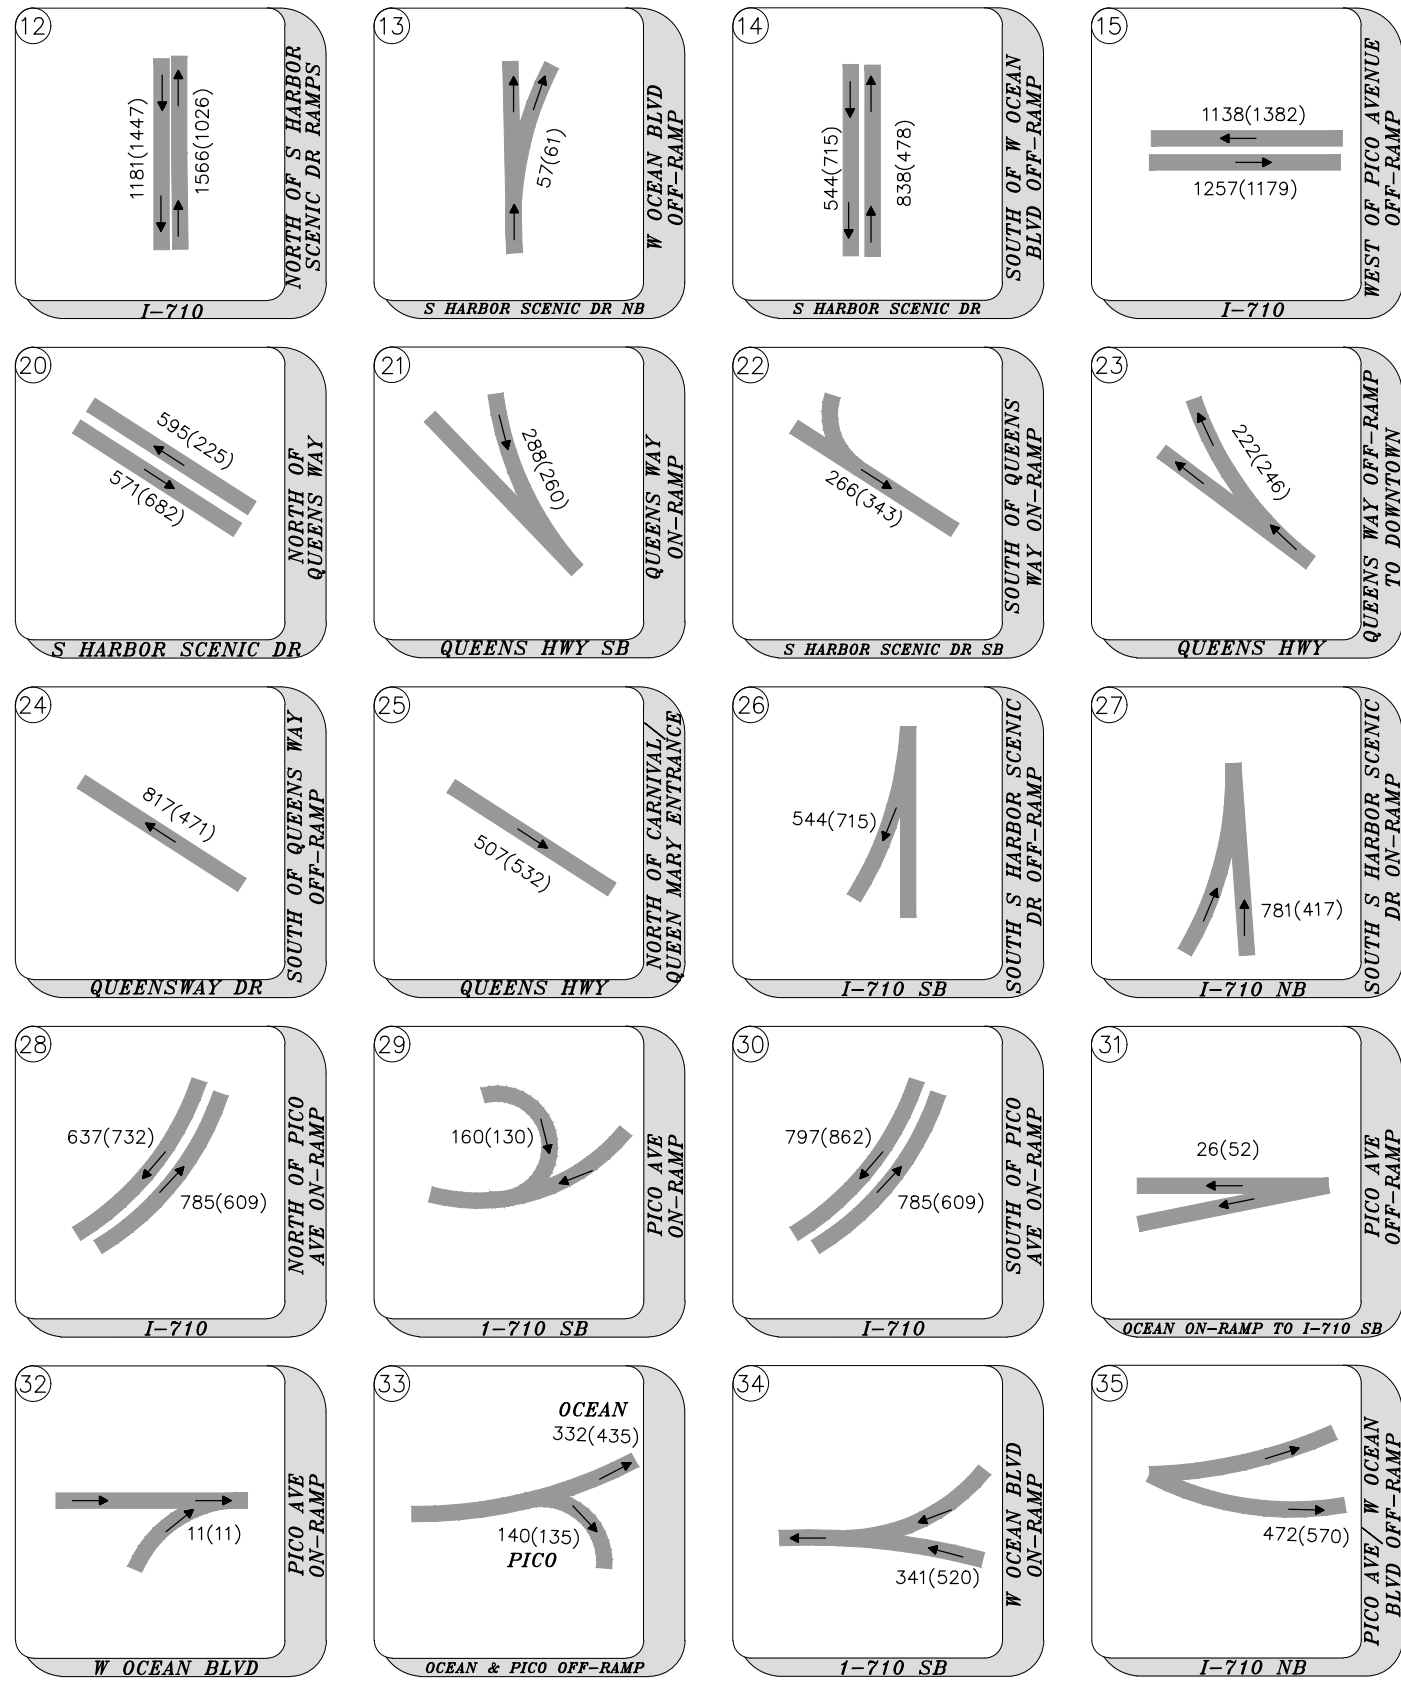 12
1181(1447)
1566(1026)
NORTH OF S HARBOR
SCENIC DR RAMPS
I-710
13
57(61)
W OCEAN BLVD
OFF-RAMP
S HARBOR SCENIC DR NB
14
544(715)
838(478)
SOUTH OF W OCEAN
BLVD OFF-RAMP
S HARBOR SCENIC DR
15
1138(1382)
1257(1179)
WEST OF PICO AVENUE
OFF-RAMP
I-710
20
595(225)
571(682)
NORTH OF
QUEENS WAY
S HARBOR SCENIC DR
21
288(260)
QUEENS WAY
ON-RAMP
QUEENS HWY SB
22
266(343)
SOUTH OF QUEENS
WAY ON-RAMP
S HARBOR SCENIC DR SB
23
222(246)
QUEENS WAY OFF-RAMP
TO DOWNTOWN
QUEENS HWY
24
817(471)
SOUTH OF QUEENS WAY
OFF-RAMP
QUEENSWAY DR
25
507(532)
NORTH OF CARNIVAL/
QUEEN MARY ENTRANCE
QUEENS HWY
26
544(715)
SOUTH S HARBOR SCENIC
DR OFF-RAMP
I-710 SB
27
781(417)
SOUTH S HARBOR SCENIC
DR ON-RAMP
I-710 NB
28
637(732)
785(609)
NORTH OF PICO
AVE ON-RAMP
I-710
29
160(130)
PICO AVE
ON-RAMP
1-710 SB
30
797(862)
785(609)
SOUTH OF PICO
AVE ON-RAMP
I-710
31
26(52)
PICO AVE
OFF-RAMP
OCEAN ON-RAMP TO I-710 SB
32
11(11)
PICO AVE
ON-RAMP
W OCEAN BLVD
33
OCEAN
332(435)
140(135)
PICO
OCEAN & PICO OFF-RAMP
34
341(520)
W OCEAN BLVD
ON-RAMP
1-710 SB
35
472(570)
PICO AVE/ W OCEAN
BLVD OFF-RAMP
I-710 NB